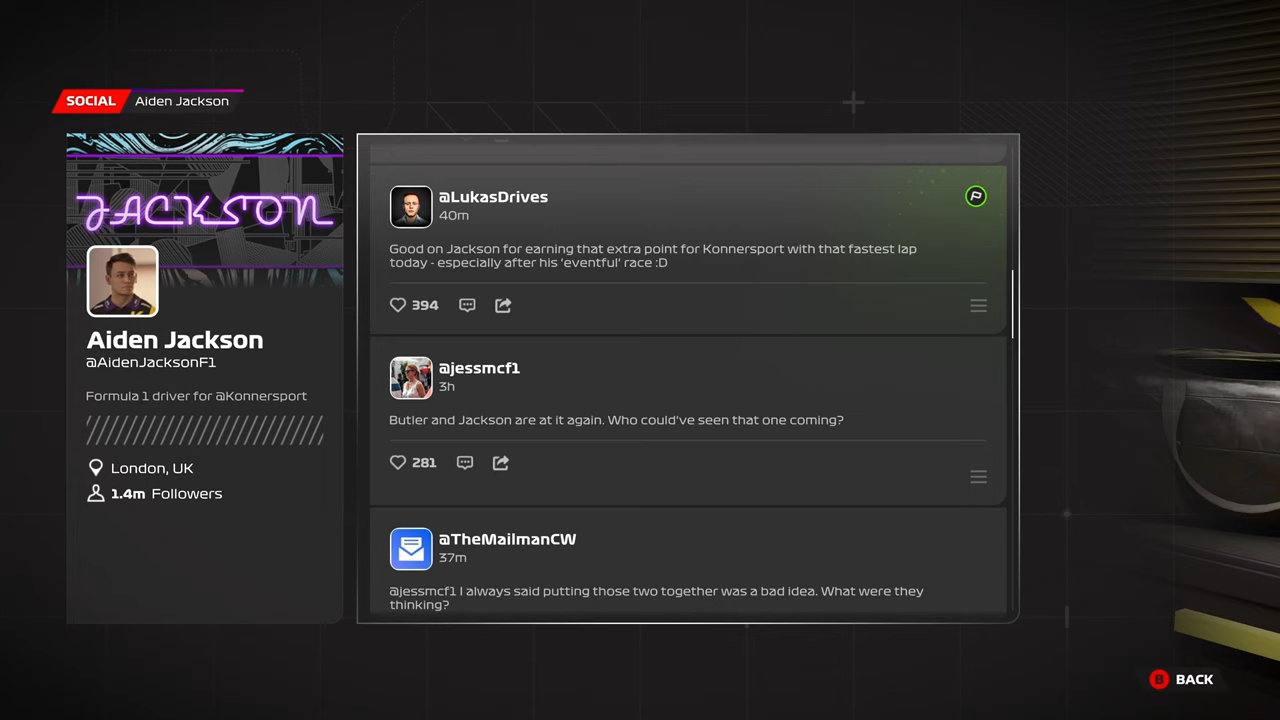 SOCIAL Aiden Jackson
JACKSON
Aiden Jackson
@AidenJacksonF1
Formula 1 driver for @Konnersport
London, UK
1.4m Followers
@LukasDrives
40m
Good on Jackson for earning that extra point for Konnersport with that fastest lap
today - especially after his 'eventful' race :D
394
@jessmcf1
3h
Butler and Jackson are at it again. Who could've seen that one coming?
281
@TheMailmanCW
37m
@jessmcf1 I always said putting those two together was a bad idea. What were they
thinking?
B BACK